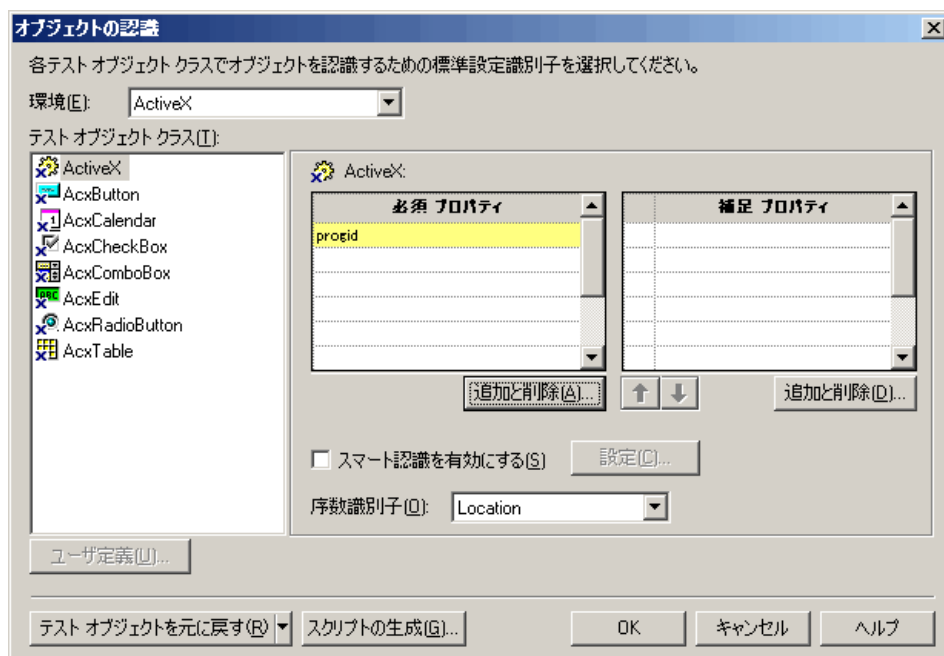 オブジェクトの認識
各テスト オブジェクト クラスでオブジェクトを認識するための標準設定識別子を選択してください。
環境(E): ActiveX
テスト オブジェクト クラス(T):
ActiveX
AcxButton
AcxCalendar
AcxCheckBox
AcxComboBox
AcxEdit
AcxRadioButton
AcxTable
ActiveX:
必須 プロパティ
progid
補足 プロパティ
追加と削除(A)...
追加と削除(D)...
スマート認識を有効にする(S)
設定(C)...
序数識別子(O): Location
ユーザ定義(U)...
テスト オブジェクトを元に戻す(R)
スクリプトの生成(G)...
OK
キャンセル
ヘルプ